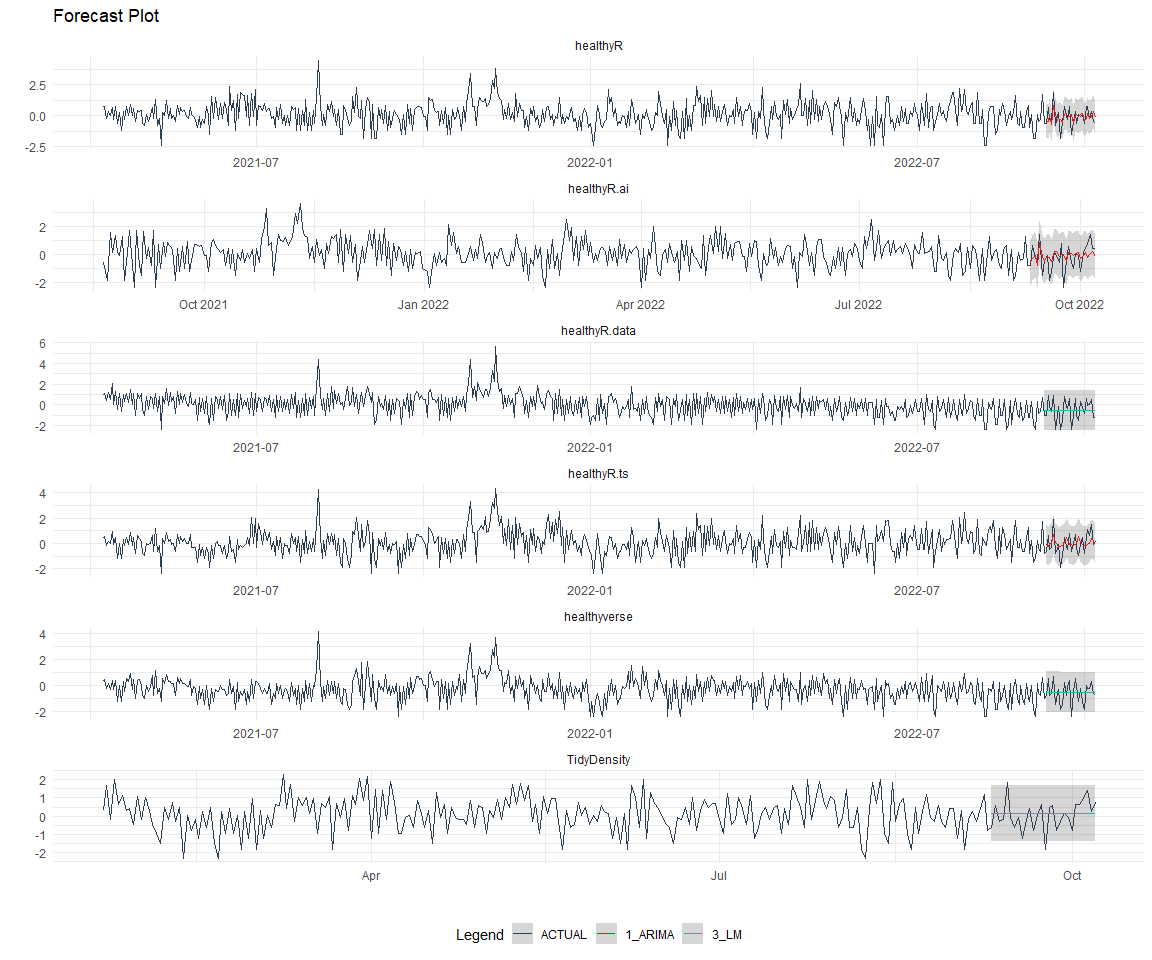 Forecast Plot
healthyR
2.5
0.0
-2.5
2021-07 2022-01 2022-07
healthyR.ai
2
0
-2
Oct 2021 Jan 2022 Apr 2022 Jul 2022 Oct 2022
healthyR.data
6
4
2
0
-2
2021-07 2022-01 2022-07
healthyR.ts
4
2
0
-2
2021-07 2022-01 2022-07
healthyverse
4
2
0
-2
2021-07 2022-01 2022-07
TidyDensity
2
1
0
-1
-2
Apr Jul Oct
Legend ACTUAL 1_ARIMA 3_LM